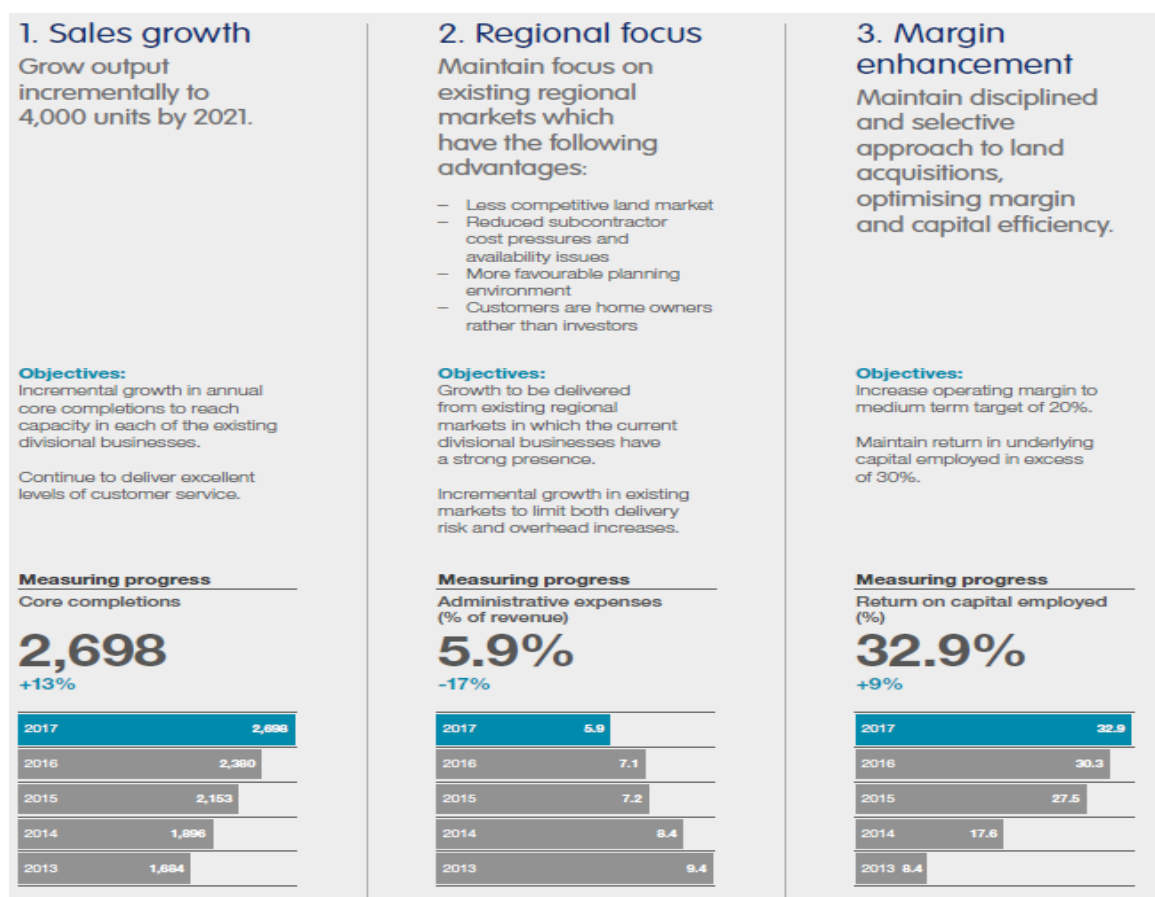 1. Sales growth
Grow output
incrementally to
4,000 units by 2021.
Objectives:
Incremental growth in annual
core completions to reach
capacity in each of the existing
divisional businesses.
Continue to deliver excellent
levels of customer service.
Measuring progress
Core completions
2,698
+13%
2017 2,698
2016 2,380
2015 2,153
2014 1,896
2013 1,684
2. Regional focus
Maintain focus on
existing regional
markets which
have the following
advantages:
– Less competitive land market
– Reduced subcontractor
cost pressures and
availability issues
– More favourable planning
environment
– Customers are home owners
rather than investors
Objectives:
Growth to be delivered
from existing regional
markets in which the current
divisional businesses have
a strong presence.
Incremental growth in existing
markets to limit both delivery
risk and overhead increases.
Measuring progress
Administrative expenses
(% of revenue)
5.9%
-17%
2017 5.9
2016 7.1
2015 7.2
2014 8.4
2013 9.4
3. Margin
enhancement
Maintain disciplined
and selective
approach to land
acquisitions,
optimising margin
and capital efficiency.
Objectives:
Increase operating margin to
medium term target of 20%.
Maintain return in underlying
capital employed in excess
of 30%.
Measuring progress
Return on capital employed
(%)
32.9%
+9%
2017 32.9
2016 30.3
2015 27.5
2014 17.6
2013 8.4